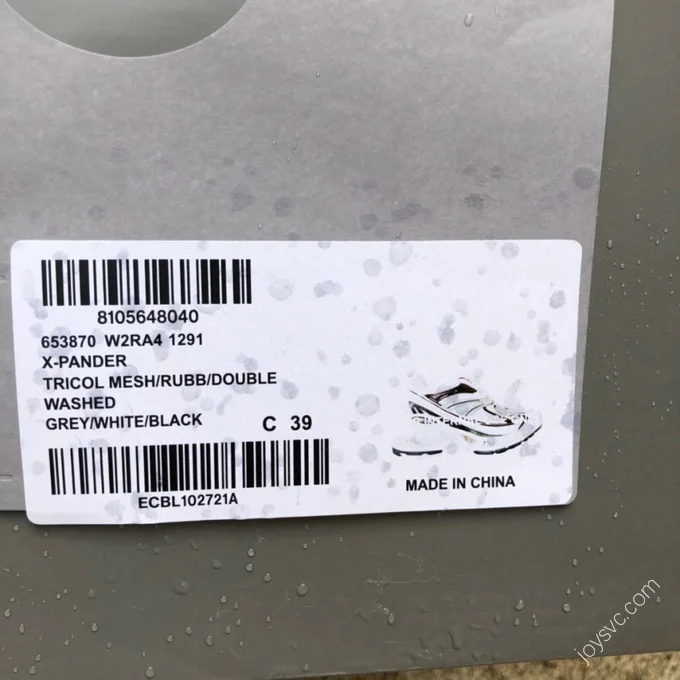 8105648040
653870 W2RA4 1291
X-PANDER
TRICOL MESH/RUBB/DOUBLE
WASHED
GREY/WHITE/BLACK C 39
ECBL102721A
MADE IN CHINA
joysvc.com